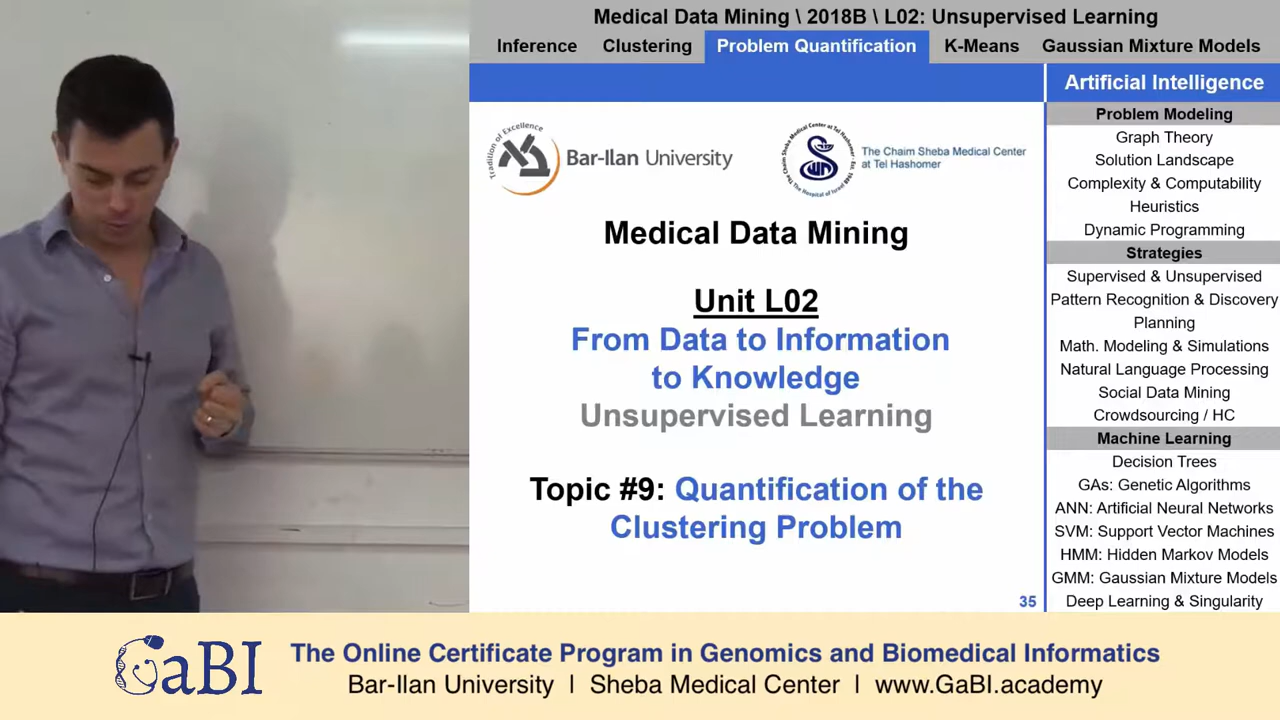 Medical Data Mining \ 2018B \ L02: Unsupervised Learning
Inference Clustering Problem Quantification K-Means Gaussian Mixture Models
Artificial Intelligence
Problem Modeling
Graph Theory
Solution Landscape
Complexity & Computability
Heuristics
Dynamic Programming
Strategies
Supervised & Unsupervised
Pattern Recognition & Discovery
Planning
Math. Modeling & Simulations
Natural Language Processing
Social Data Mining
Crowdsourcing / HC
Machine Learning
Decision Trees
GAs: Genetic Algorithms
ANN: Artificial Neural Networks
SVM: Support Vector Machines
HMM: Hidden Markov Models
GMM: Gaussian Mixture Models
Deep Learning & Singularity
Tradition of Excellence
Bar-Ilan University
The Chaim Sheba Medical Center
at Tel Hashomer
Medical Data Mining
Unit L02
From Data to Information
to Knowledge
Unsupervised Learning
Topic #9: Quantification of the
Clustering Problem
35
GaBI
The Online Certificate Program in Genomics and Biomedical Informatics
Bar-Ilan University | Sheba Medical Center | www.GaBI.academy